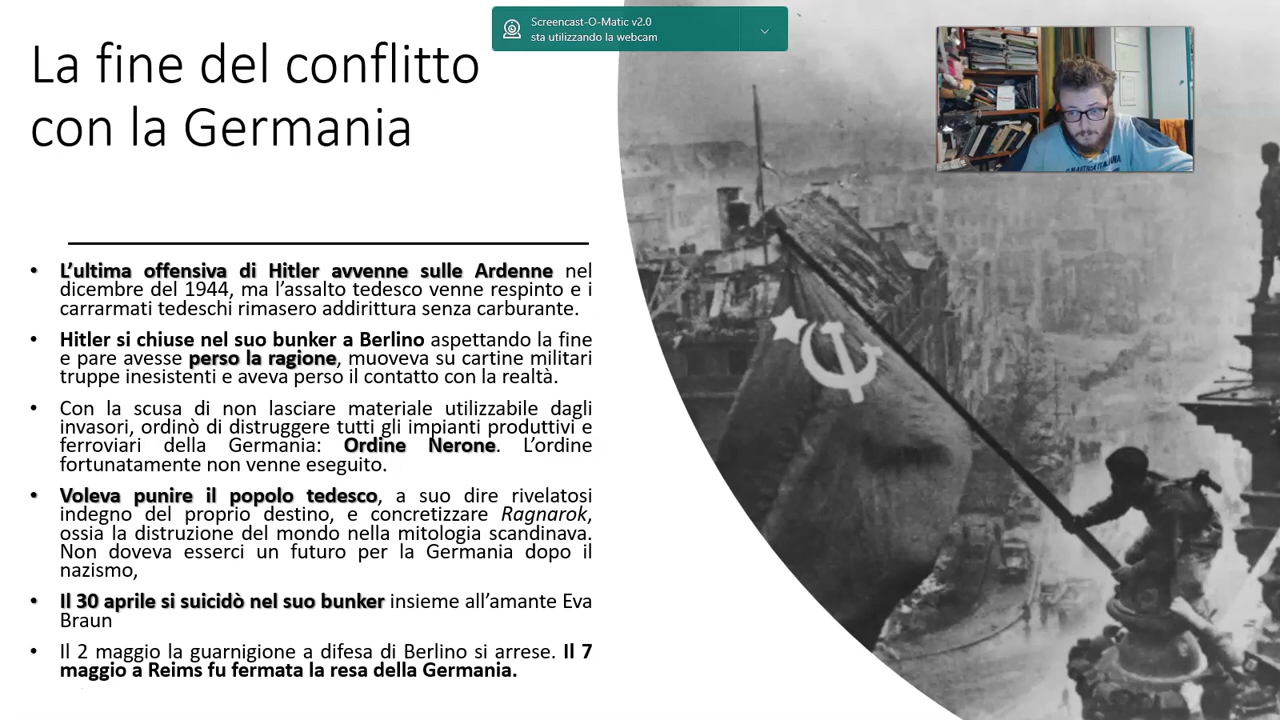 Screencast-O-Matic v2.0
sta utilizzando la webcam
La fine del conflitto
con la Germania
• L'ultima offensiva di Hitler avvenne sulle Ardenne nel
dicembre del 1944, ma l'assalto tedesco venne respinto e i
carrarmati tedeschi rimasero addirittura senza carburante.
• Hitler si chiuse nel suo bunker a Berlino aspettando la fine
e pare avesse perso la ragione, muoveva su cartine militari
truppe inesistenti e aveva perso il contatto con la realtà.
• Con la scusa di non lasciare materiale utilizzabile dagli
invasori, ordinò di distruggere tutti gli impianti produttivi e
ferroviari della Germania: Ordine Nerone. L'ordine
fortunatamente non venne eseguito.
• Voleva punire il popolo tedesco, a suo dire rivelatosi
indegno del proprio destino, e concretizzare Ragnarok,
ossia la distruzione del mondo nella mitologia scandinava.
Non doveva esserci un futuro per la Germania dopo il
nazismo,
• Il 30 aprile si suicidò nel suo bunker insieme all'amante Eva
Braun
• Il 2 maggio la guarnigione a difesa di Berlino si arrese. Il 7
maggio a Reims fu fermata la resa della Germania.